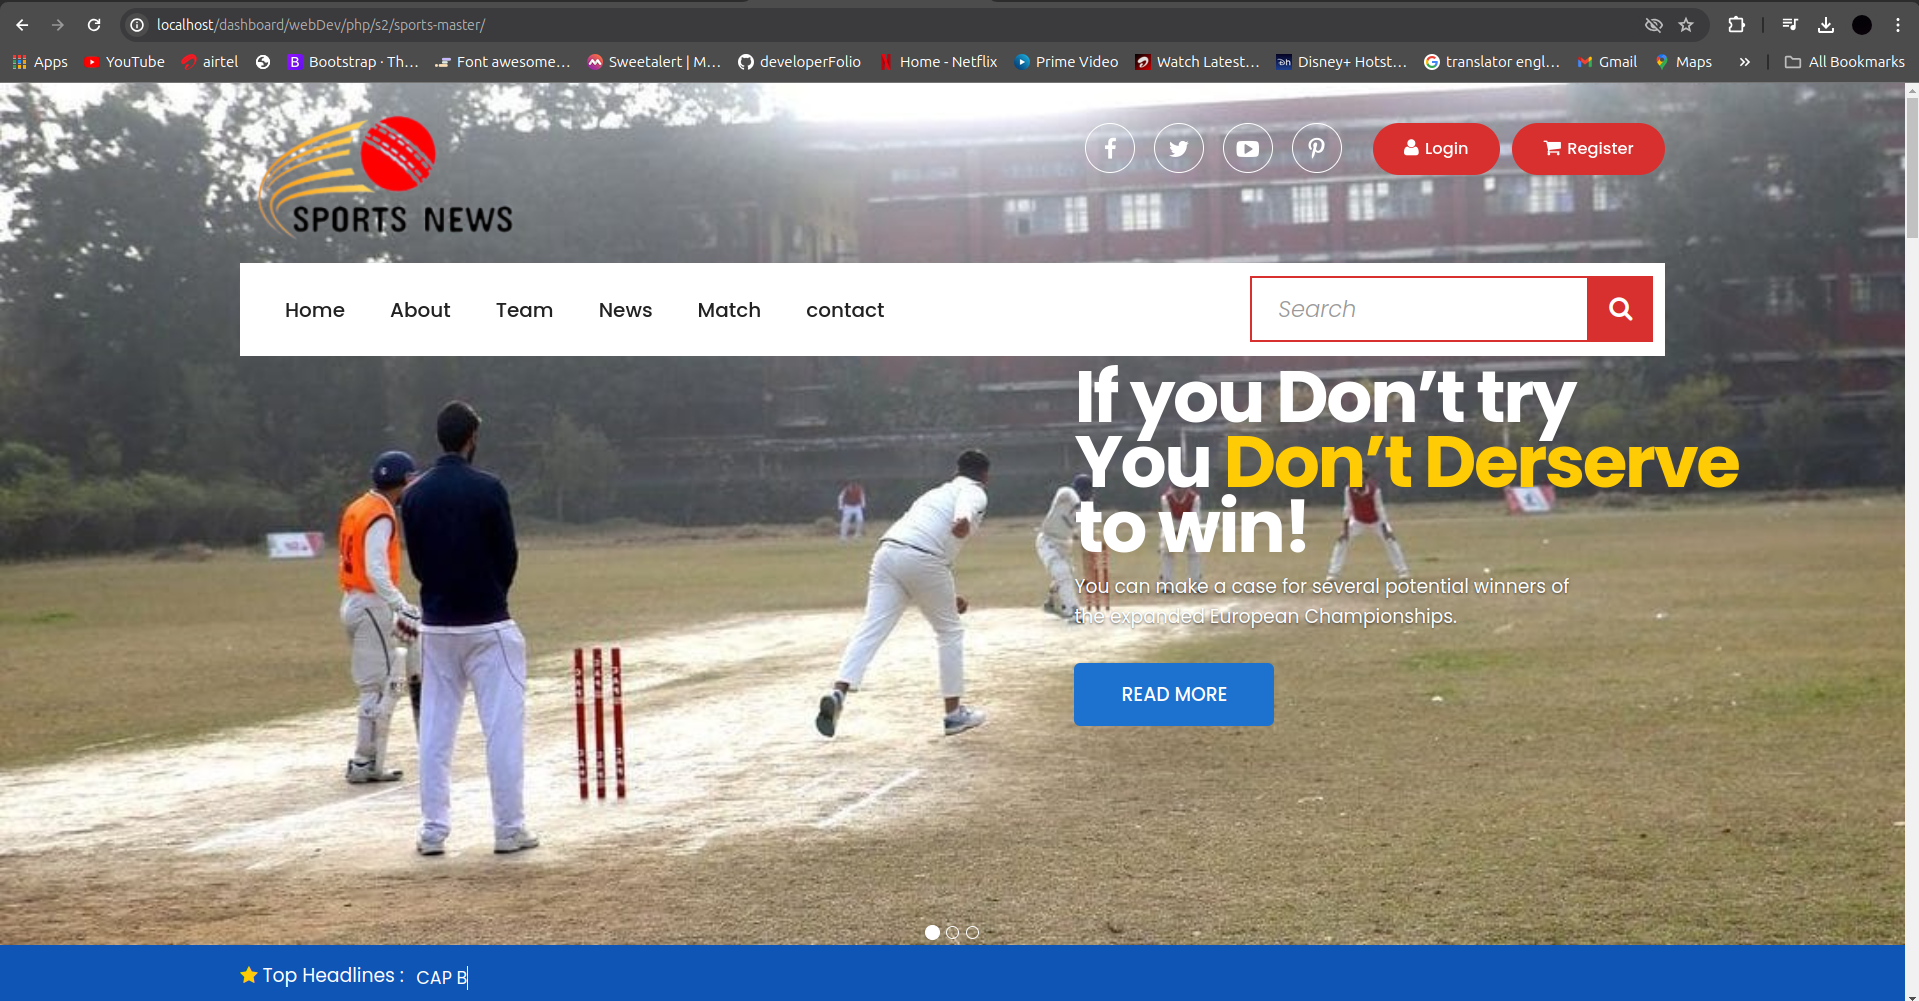 localhost/dashboard/webDev/php/s2/sports-master/
Apps YouTube airtel Bootstrap · Th... Font awesome... Sweetalert | M... developerFolio Home - Netflix Prime Video Watch Latest... Disney+ Hotst... translator engl... Gmail Maps » All Bookmarks
SPORTS NEWS
Login Register
Home About Team News Match contact
Search
If you Don’t try
You Don’t Derserve
to win!
You can make a case for several potential winners of
the expanded European Championships.
READ MORE
Top Headlines : CAP B